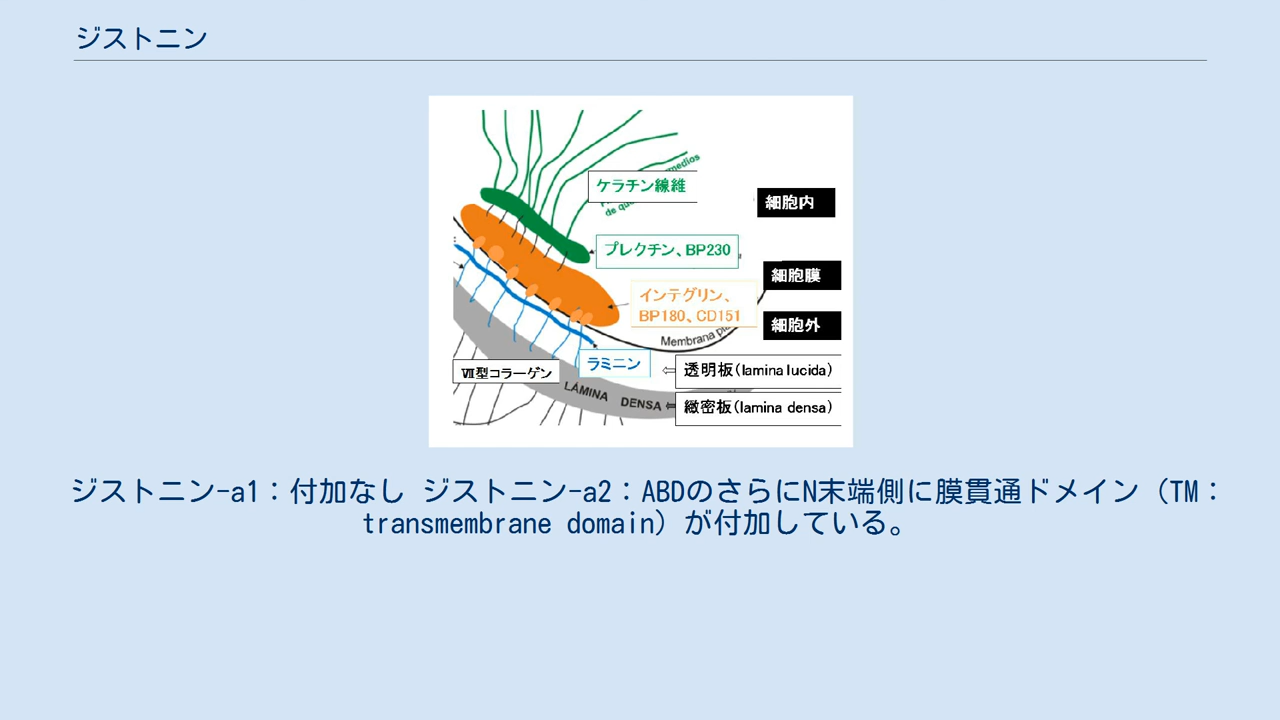 ジストニン
medios
ケラチン線維
de qu
細胞内
プレクチン、BP230
細胞膜
インテグリン、
BP180、CD151
細胞外
Membrana
ラミニン
透明板(lamina lucida)
Ⅶ型コラーゲン
LÁMINA DENSA
緻密板(lamina densa)
ジストニン-a1：付加なし ジストニン-a2：ABDのさらにN末端側に膜貫通ドメイン（TM：
transmembrane domain）が付加している。